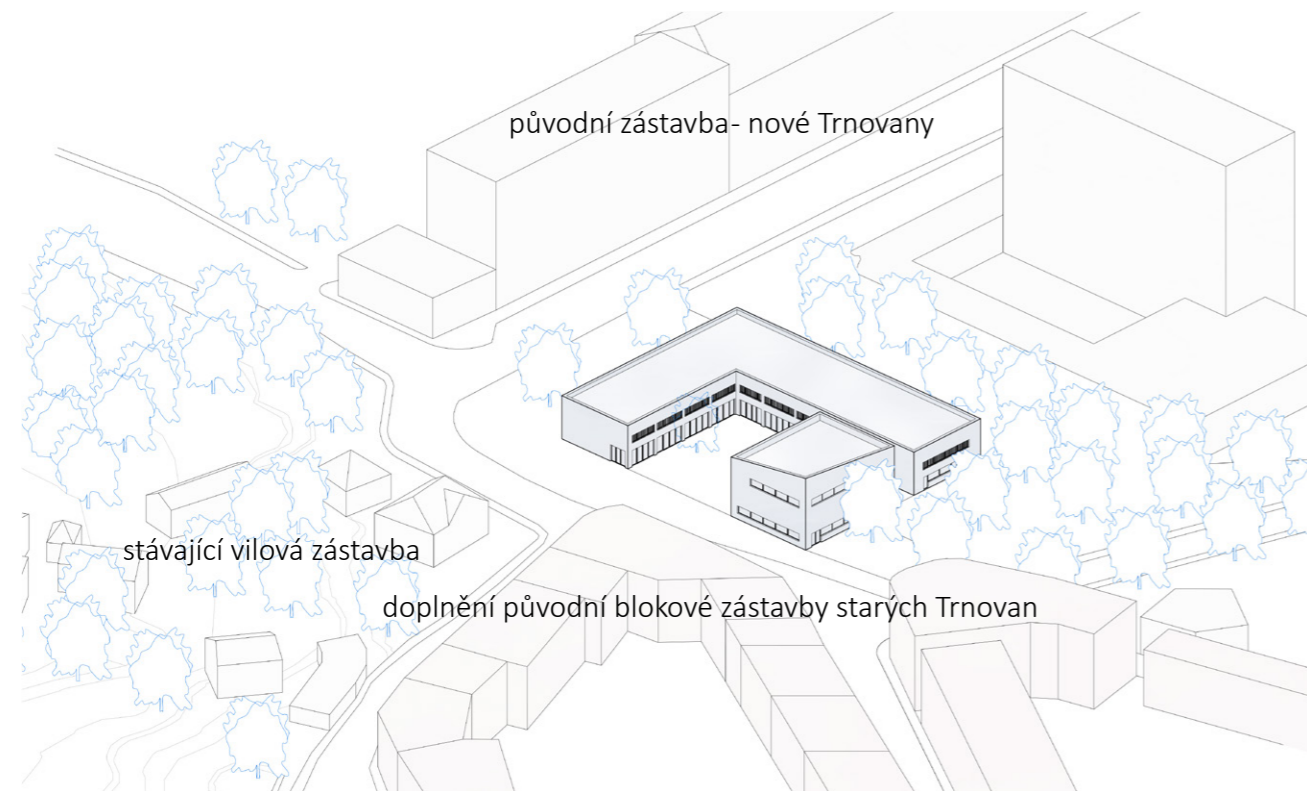 původní zástavba- nové Trnovany
stávající vilová zástavba
doplnění původní blokové zástavby starých Trnovan